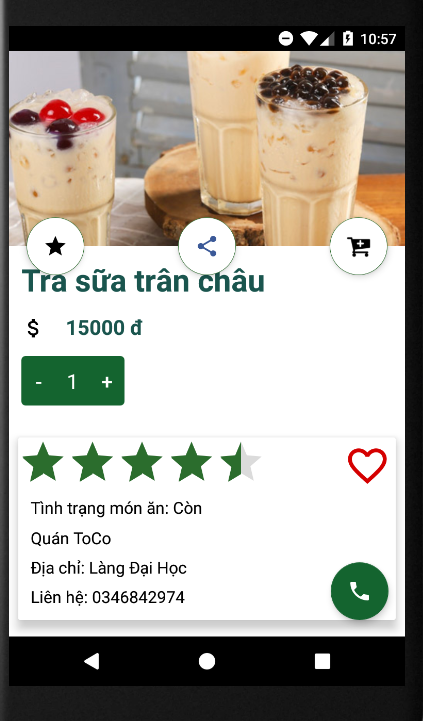 10:57
Trà sữa trân châu
$ 15000 đ
- 1 +
Tình trạng món ăn: Còn
Quán ToCo
Địa chỉ: Làng Đại Học
Liên hệ: 0346842974